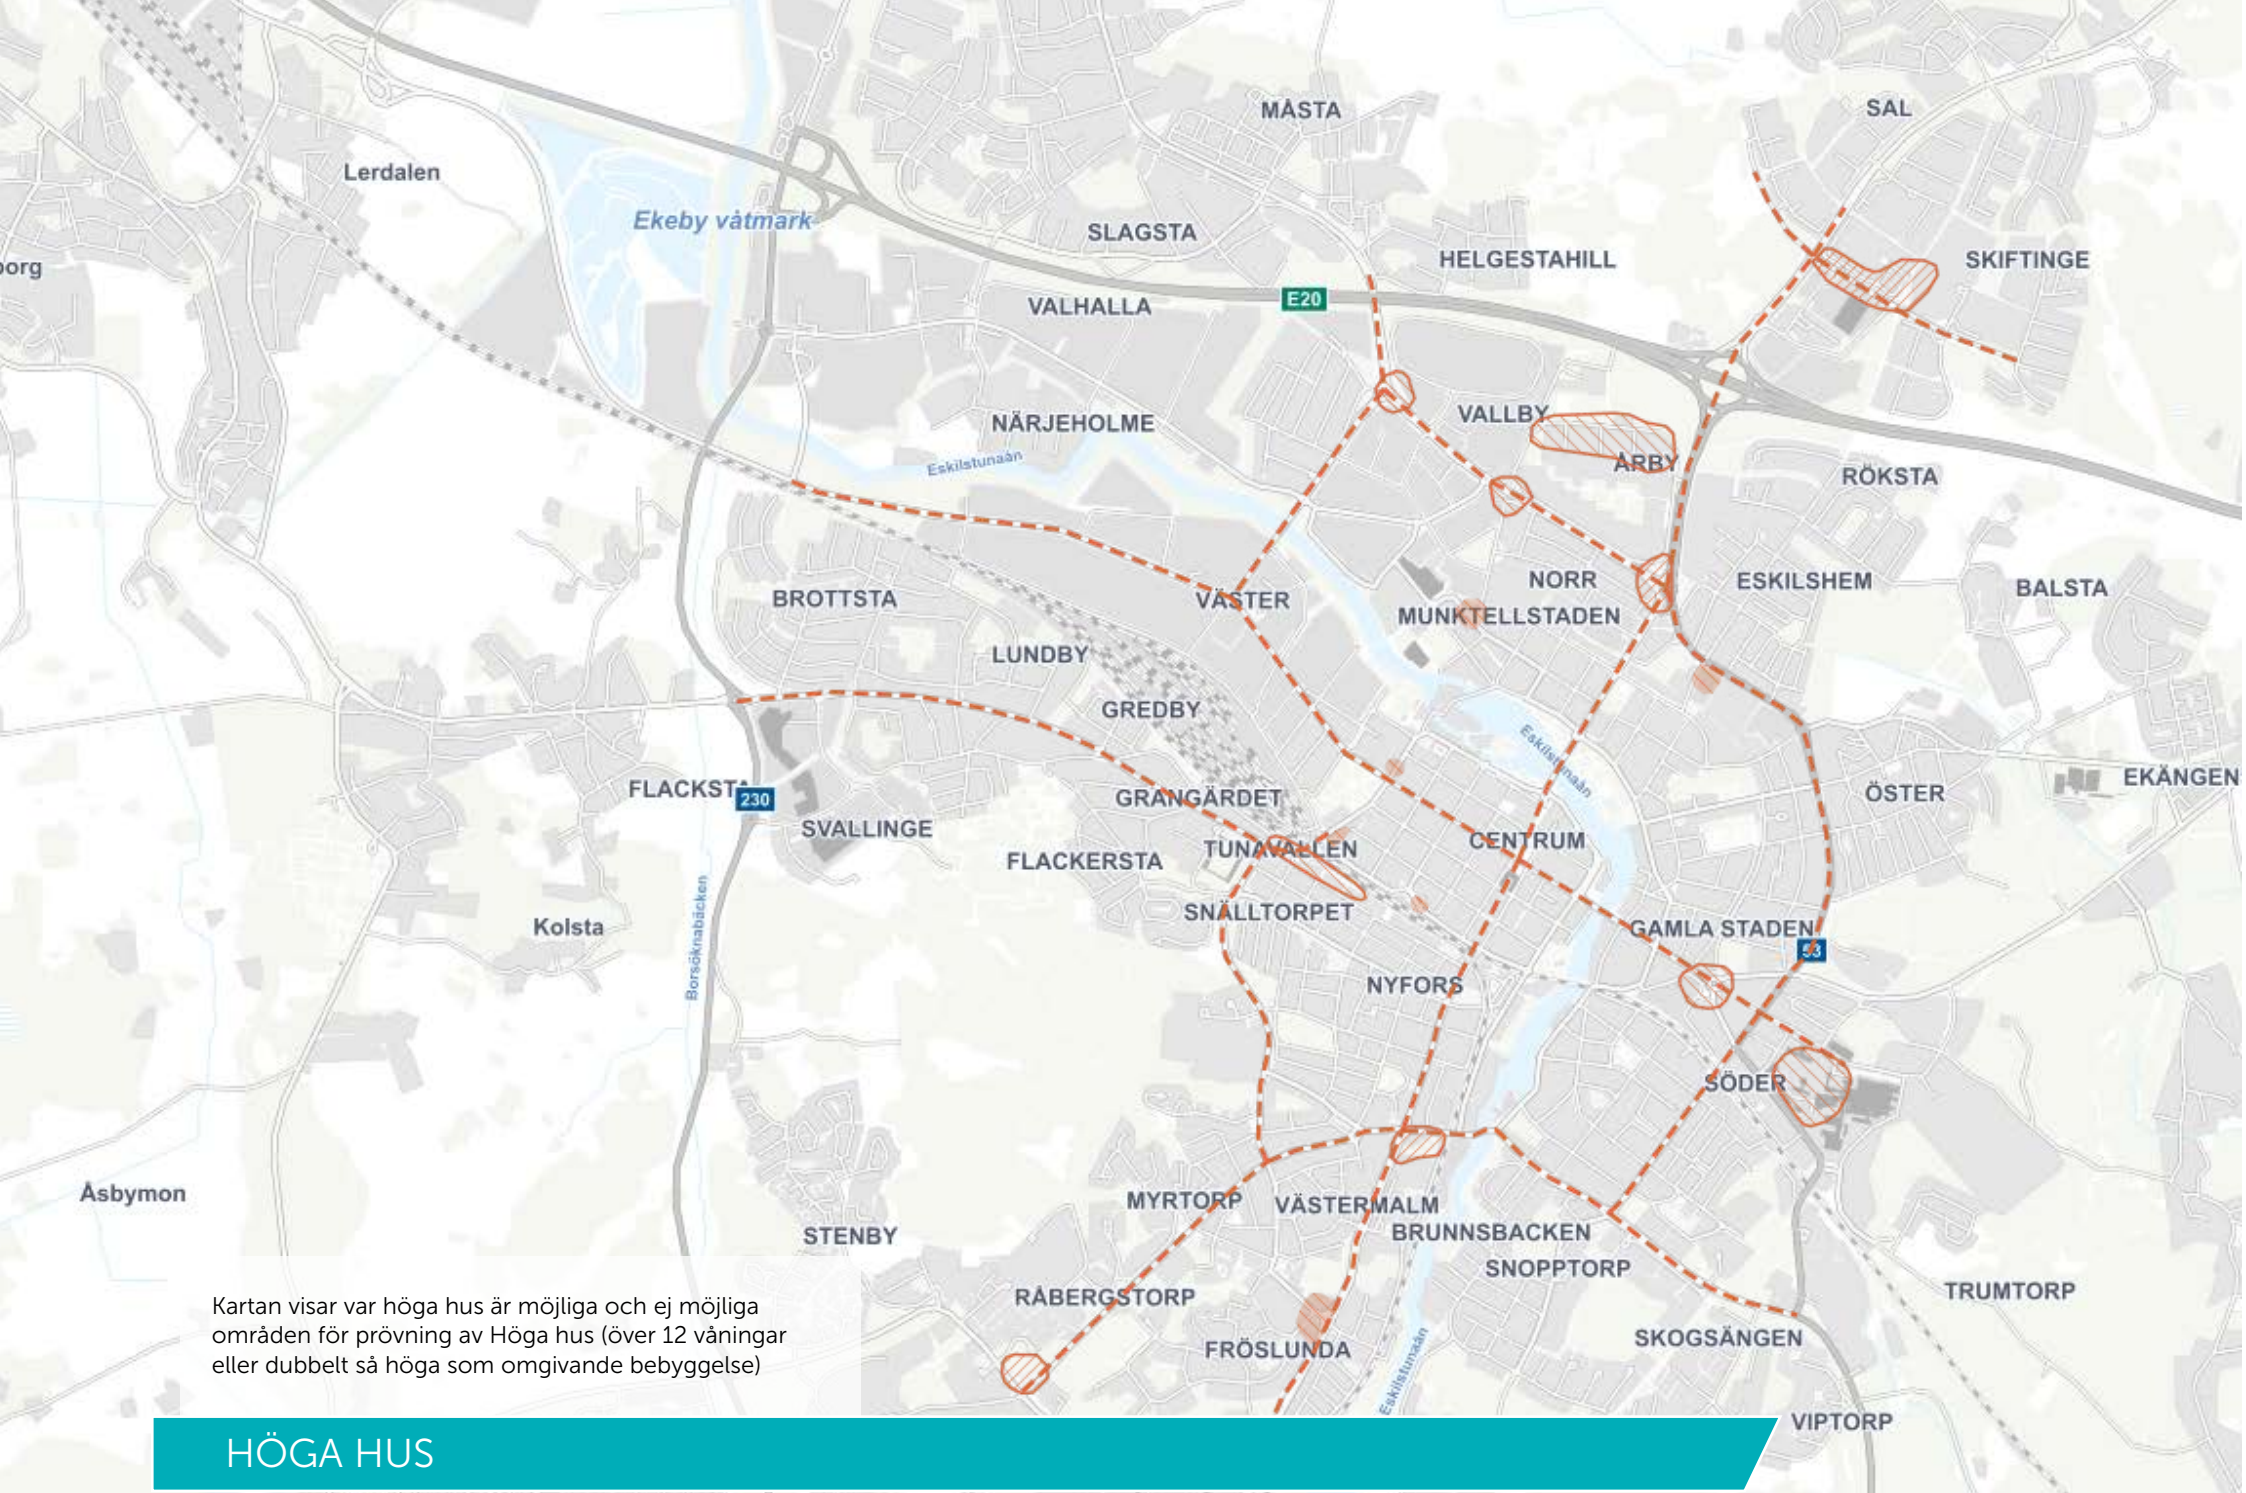 MÅSTA
SAL
Lerdalen
Ekeby våtmark
SLAGSTA
HELGESTAHILL
SKIFTINGE
borg
E20
VALHALLA
VALLBY
NÄRJEHOLME
Eskilstunaån
ÅRBY
RÖKSTA
NORR
ESKILSHEM
BALSTA
BROTTSTA
VÄSTER
MUNKTELLSTADEN
LUNDBY
GREDBY
Eskilstunaån
FLACKSTA
230
GRANGÄRDET
ÖSTER
EKÄNGEN
SVALLINGE
TUNAVALLEN
CENTRUM
FLACKERSTA
SNÄLLTORPET
Kolsta
GAMLA STADEN
53
Borsöknabäcken
NYFORS
SÖDER
Åsbymon
MYRTORP
VÄSTERMALM
STENBY
BRUNNSBACKEN
SNOPPTORP
RÅBERGSTORP
TRUMTORP
FRÖSLUNDA
SKOGSÄNGEN
Eskilstunaån
VIPTORP
Kartan visar var höga hus är möjliga och ej möjliga
områden för prövning av Höga hus (över 12 våningar
eller dubbelt så höga som omgivande bebyggelse)
HÖGA HUS